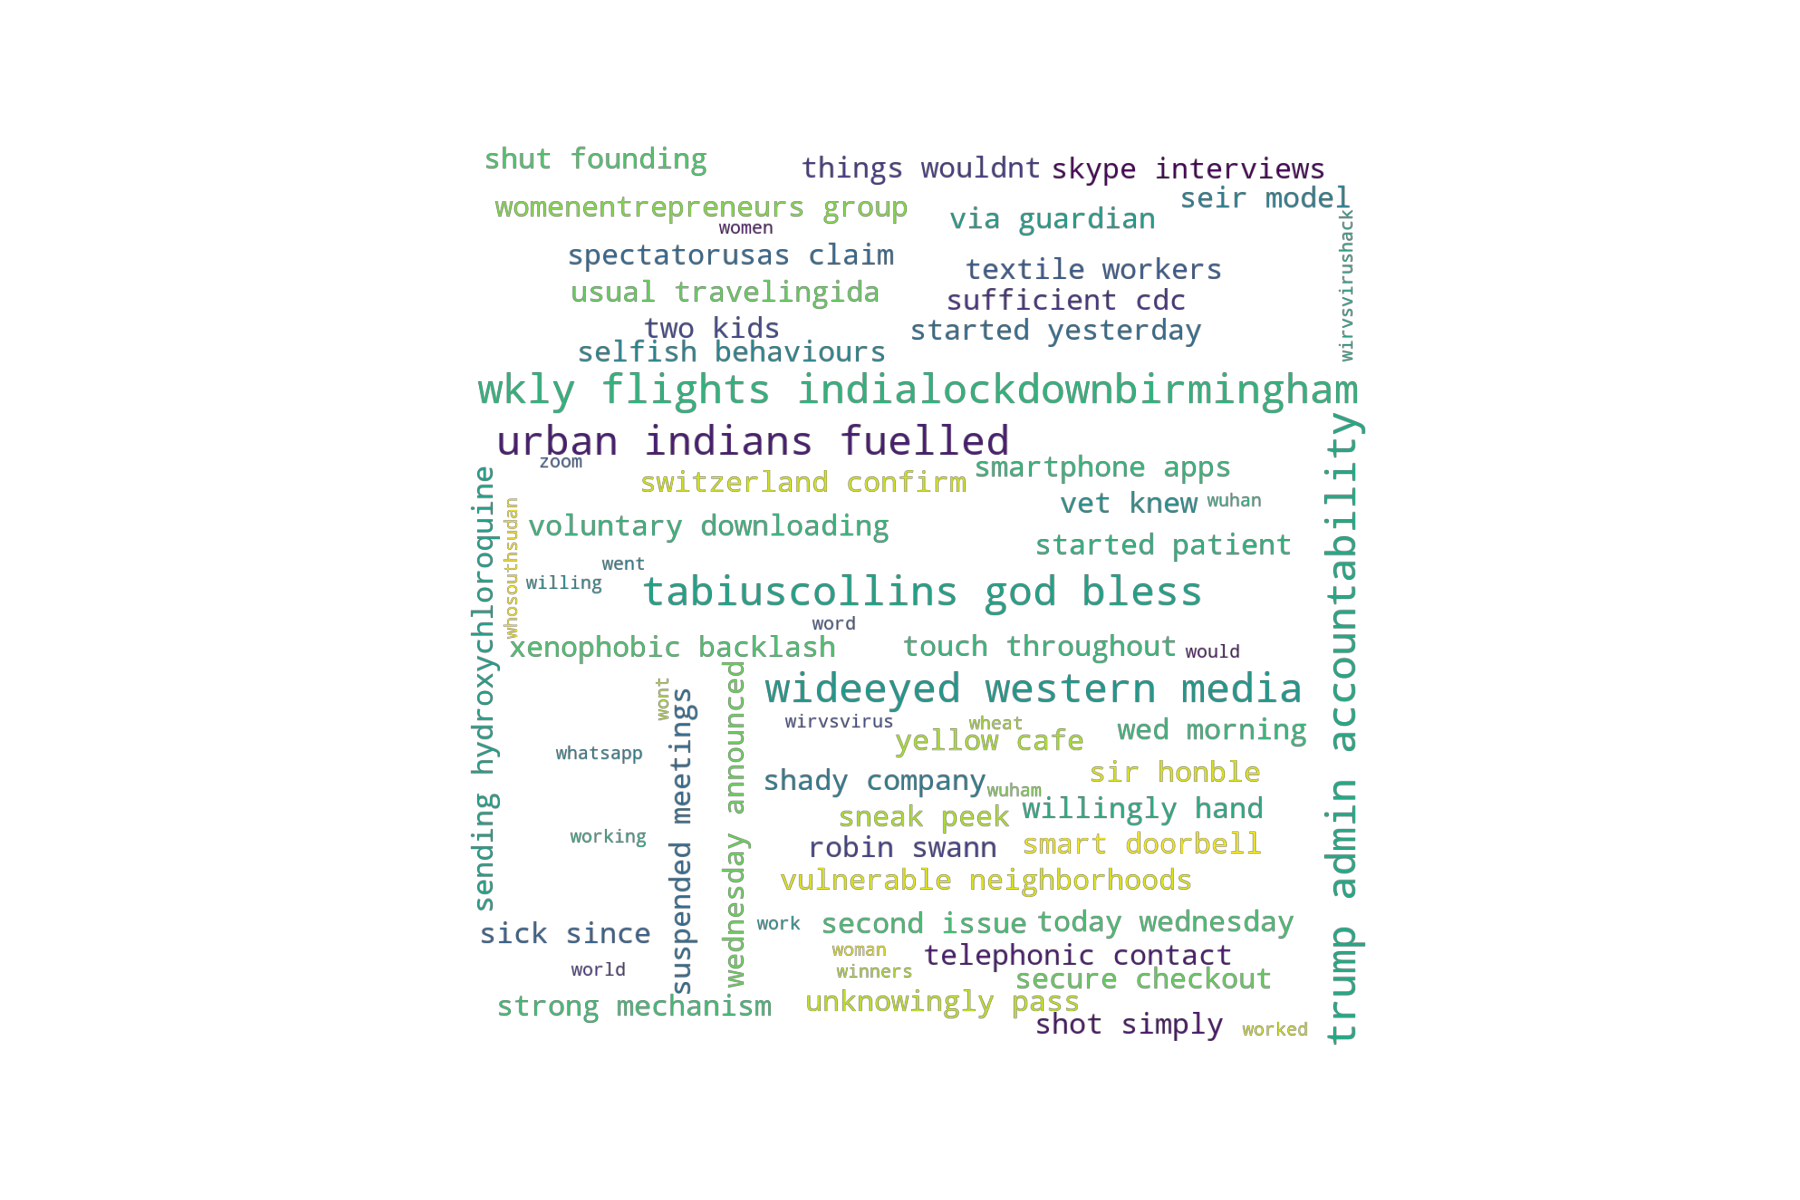 shut founding
things wouldnt
skype interviews
seir model
womenentrepreneurs group
via guardian
women
wirvsvirushack
spectatorusas claim
textile workers
usual travelingida
sufficient cdc
two kids
started yesterday
selfish behaviours
wkly flights indialockdownbirmingham
trump admin accountability
urban indians fuelled
zoom
smartphone apps
sending hydroxychloroquine
switzerland confirm
vet knew
wuhan
whosouthsudan
voluntary downloading
started patient
went
willing
tabiuscollins god bless
word
xenophobic backlash
touch throughout
would
wednesday announced
wont
suspended meetings
wideeyed western media
wirvsvirus
wheat
wed morning
yellow cafe
whatsapp
sir honble
shady company
wuham
willingly hand
sneak peek
working
robin swann
smart doorbell
vulnerable neighborhoods
work
second issue
today wednesday
sick since
woman
telephonic contact
world
winners
secure checkout
strong mechanism
unknowingly pass
shot simply
worked